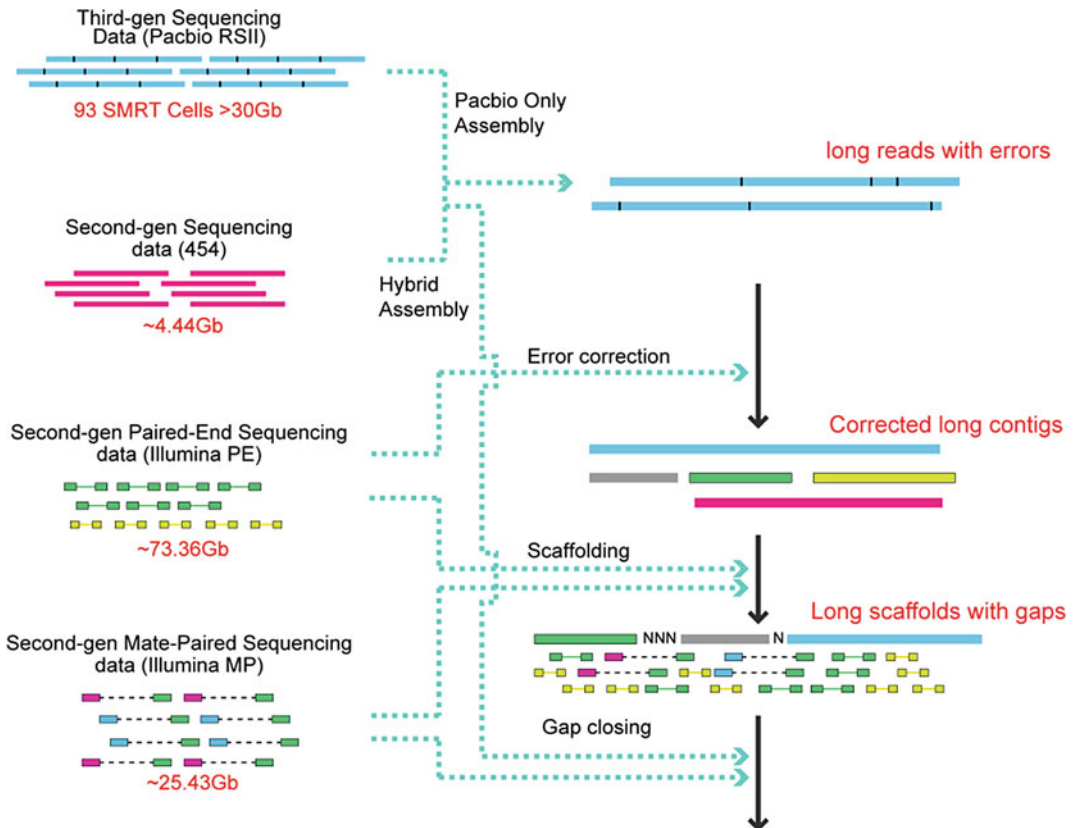 Third-gen Sequencing
Data (Pacbio RSII)
93 SMRT Cells >30Gb
Pacbio Only
Assembly
long reads with errors
Second-gen Sequencing
data (454)
~4.44Gb
Hybrid
Assembly
Error correction
Second-gen Paired-End Sequencing
data (Illumina PE)
~73.36Gb
Corrected long contigs
Scaffolding
Long scaffolds with gaps
NNN
N
Second-gen Mate-Paired Sequencing
data (Illumina MP)
~25.43Gb
Gap closing